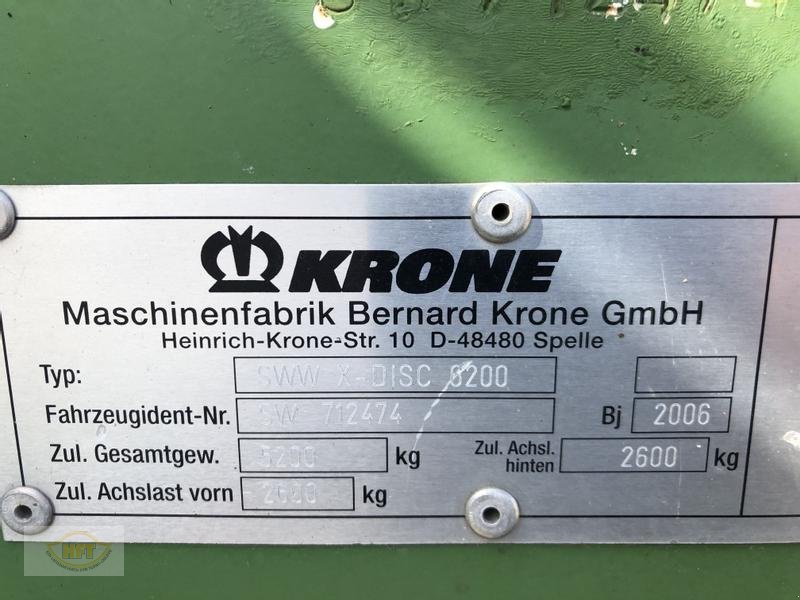 KRONE
Maschinenfabrik Bernard Krone GmbH
Heinrich-Krone-Str. 10 D-48480 Spelle
Typ: SWW X-DISC 6200
Fahrzeugident-Nr. SW 712474 Bj 2006
Zul. Gesamtgew. 5200 kg Zul. Achsl. hinten 2600 kg
Zul. Achslast vorn 2600 kg
HFT